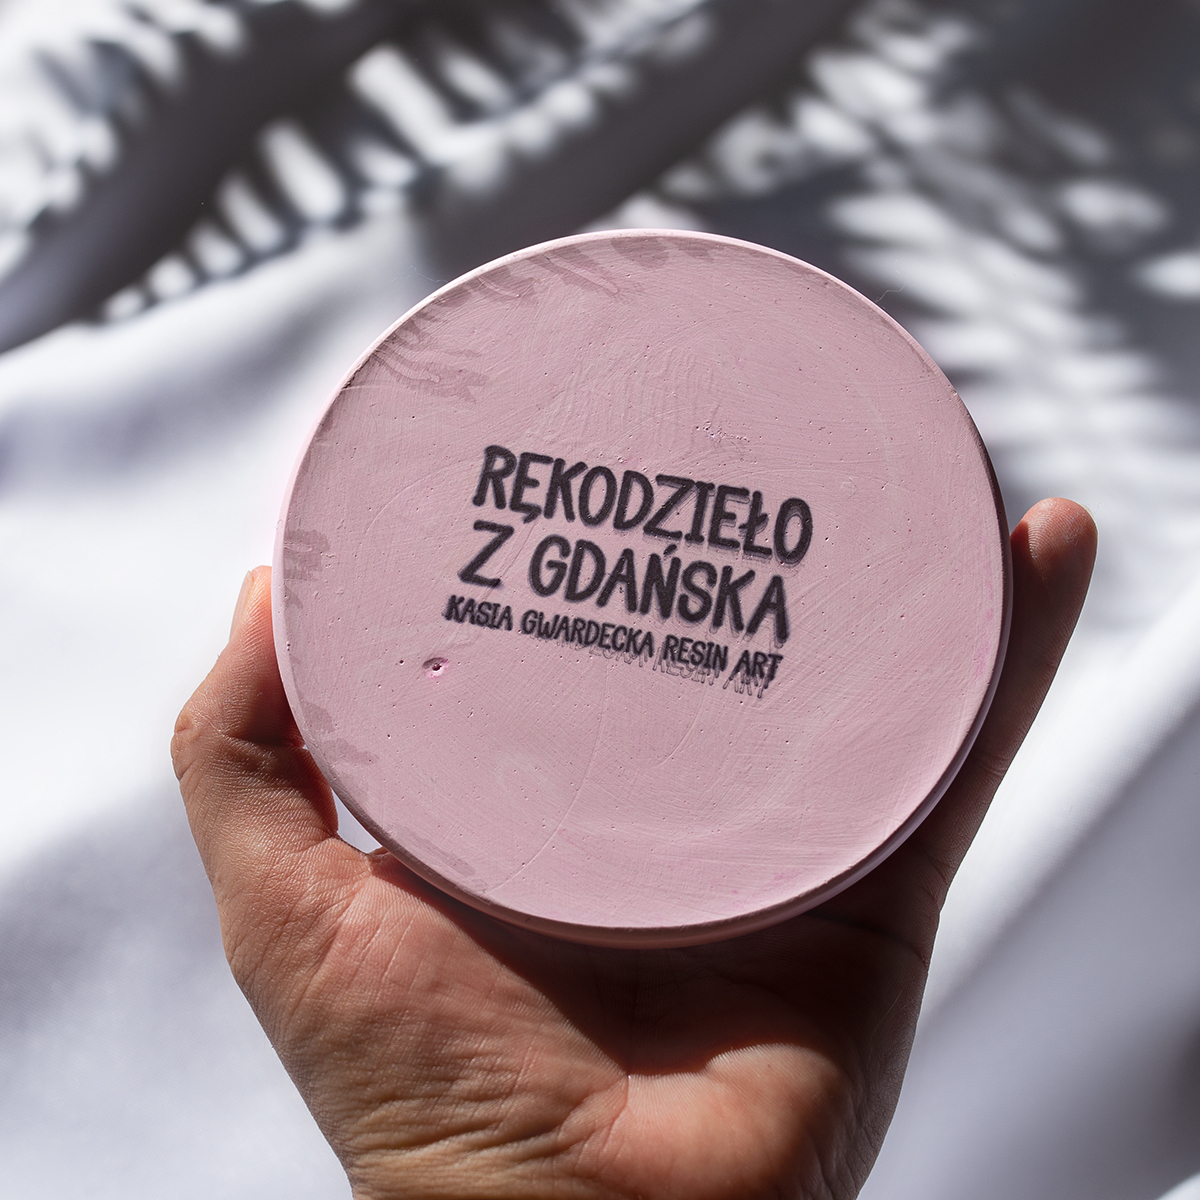 RĘKODZIEŁO
Z GDAŃSKA
KASIA GWARDECKA RESIN ART